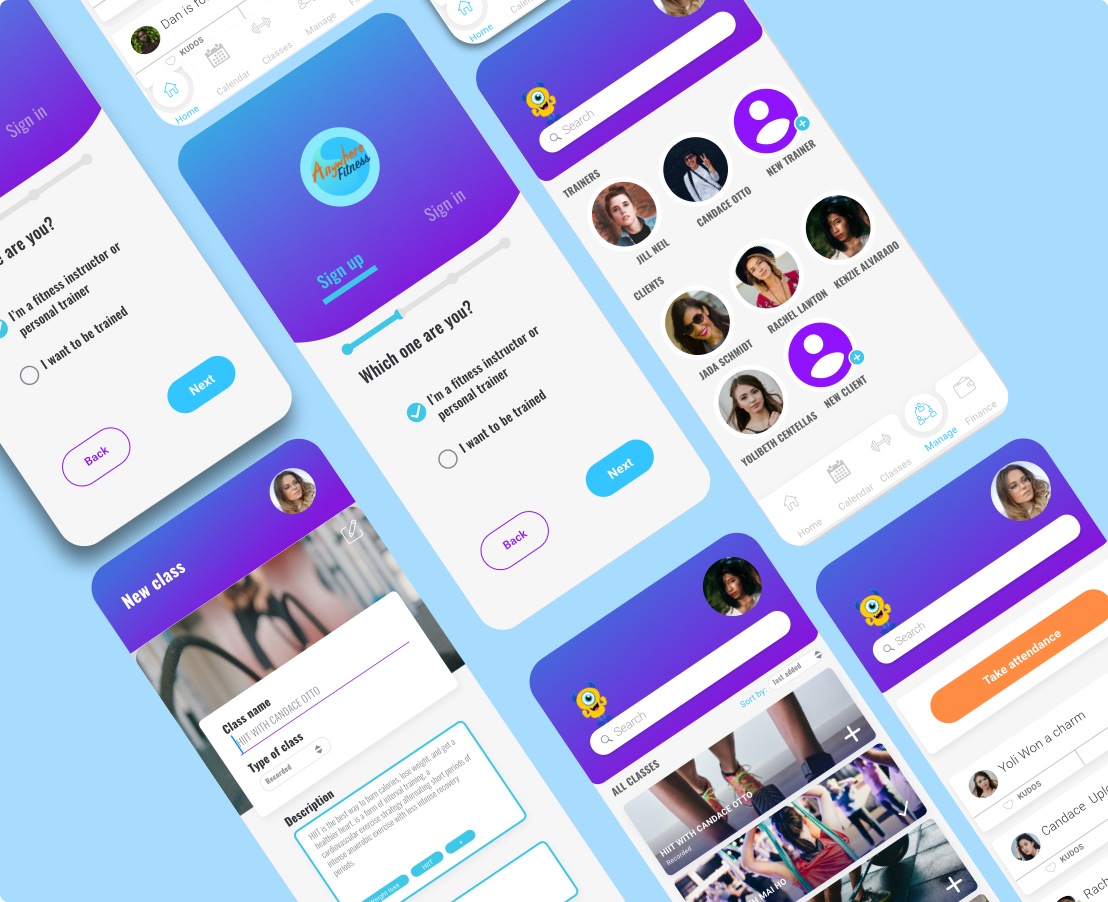 Sign in
e are you?
I'm a fitness instructor or
personal trainer
I want to be trained
Next
Back
Dan is
KUDOS
Home
Calendar
Classes
Manage
Anywhere
Fitness
Sign up
Sign in
Which one are you?
I'm a fitness instructor or
personal trainer
I want to be trained
Next
Back
Home
Search
TRAINERS
JILL NEIL
CANDACE OTTO
NEW TRAINER
CLIENTS
JADA SCHMIDT
RACHEL LAWTON
KENZIE ALVARADO
YOLIBETH CENTELLAS
NEW CLIENT
Home
Calendar
Classes
Manage
Finance
New class
Class name
HIIT WITH CANDACE OTTO
Type of class
Recorded
Description
HIIT is the best way to burn calories, lose weight, and get a
healthier heart. is a form of interval training, a
cardiovascular exercise strategy alternating short periods of
intense anaerobic exercise with less intense recovery
periods.
Weight loss
HIIT
+
Search
Sort by:
last added
ALL CLASSES
HIIT WITH CANDACE OTTO
Recorded
MAI HO
Search
Take attendance
Yoli Won a charm
KUDOS
Candace Uplo
KUDOS
Rach